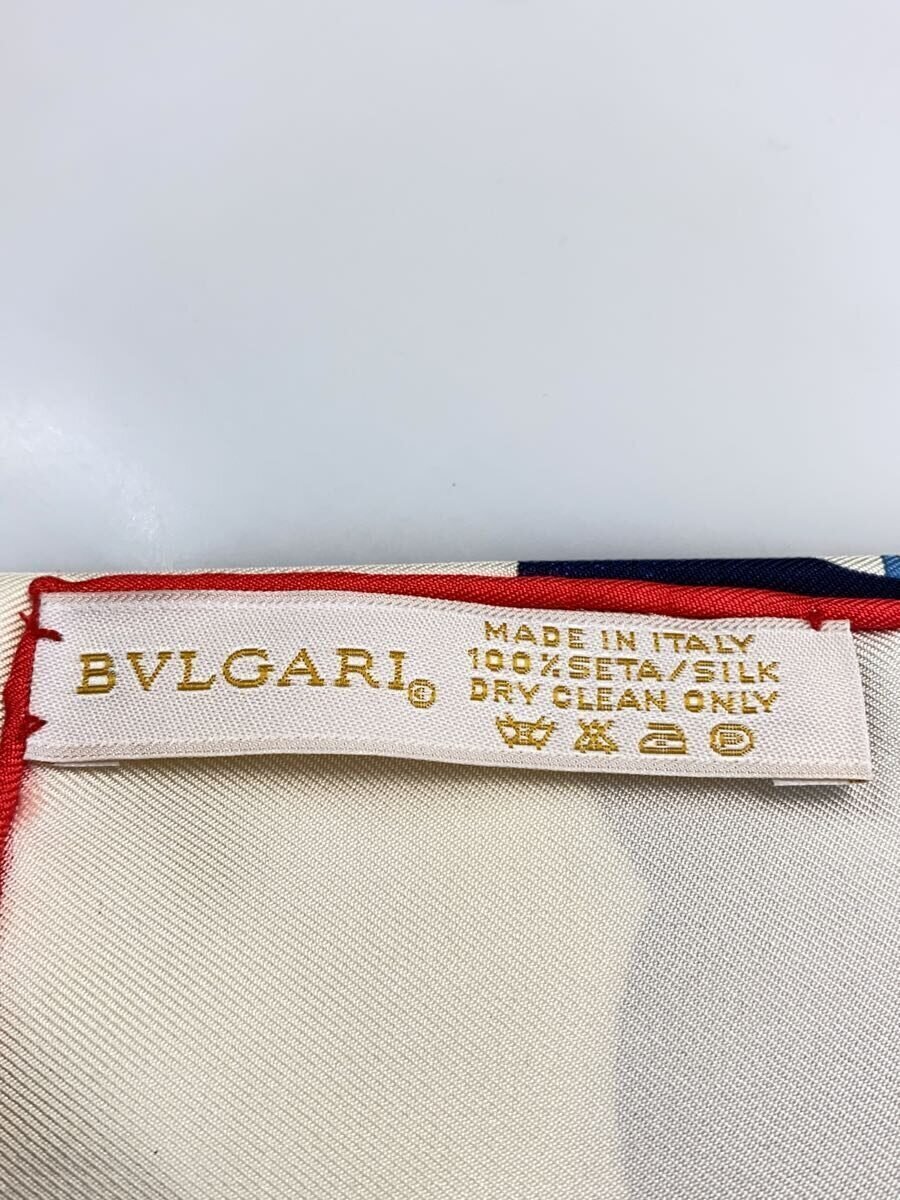 BVLGARI©
MADE IN ITALY
100%SETA/SILK
DRY CLEAN ONLY
P